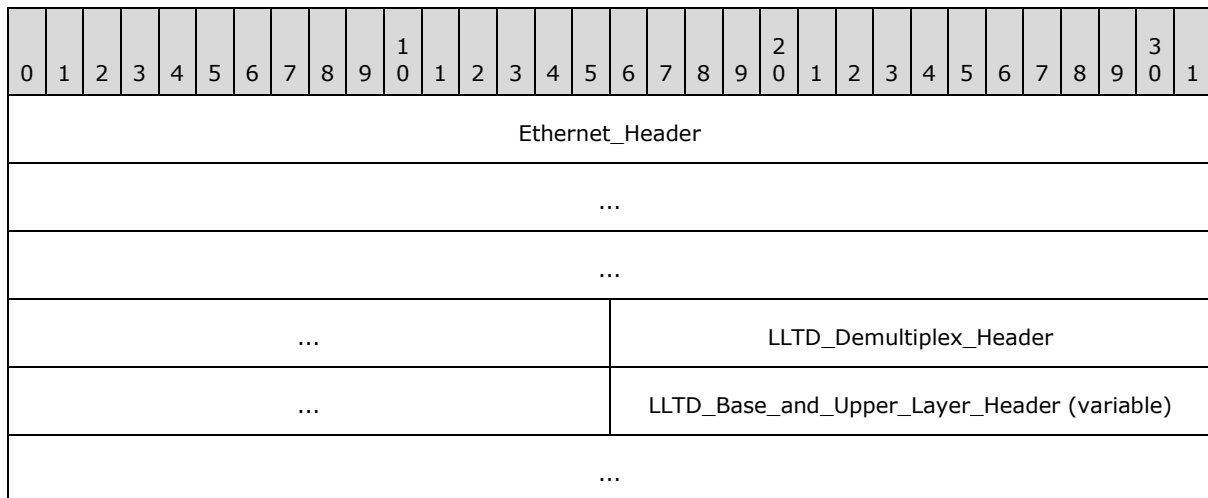 0 1 2 3 4 5 6 7 8 9 1 0 1 2 3 4 5 6 7 8 9 2 0 1 2 3 4 5 6 7 8 9 3 0 1
Ethernet_Header
...
...
... LLTD_Demultiplex_Header
... LLTD_Base_and_Upper_Layer_Header (variable)
...